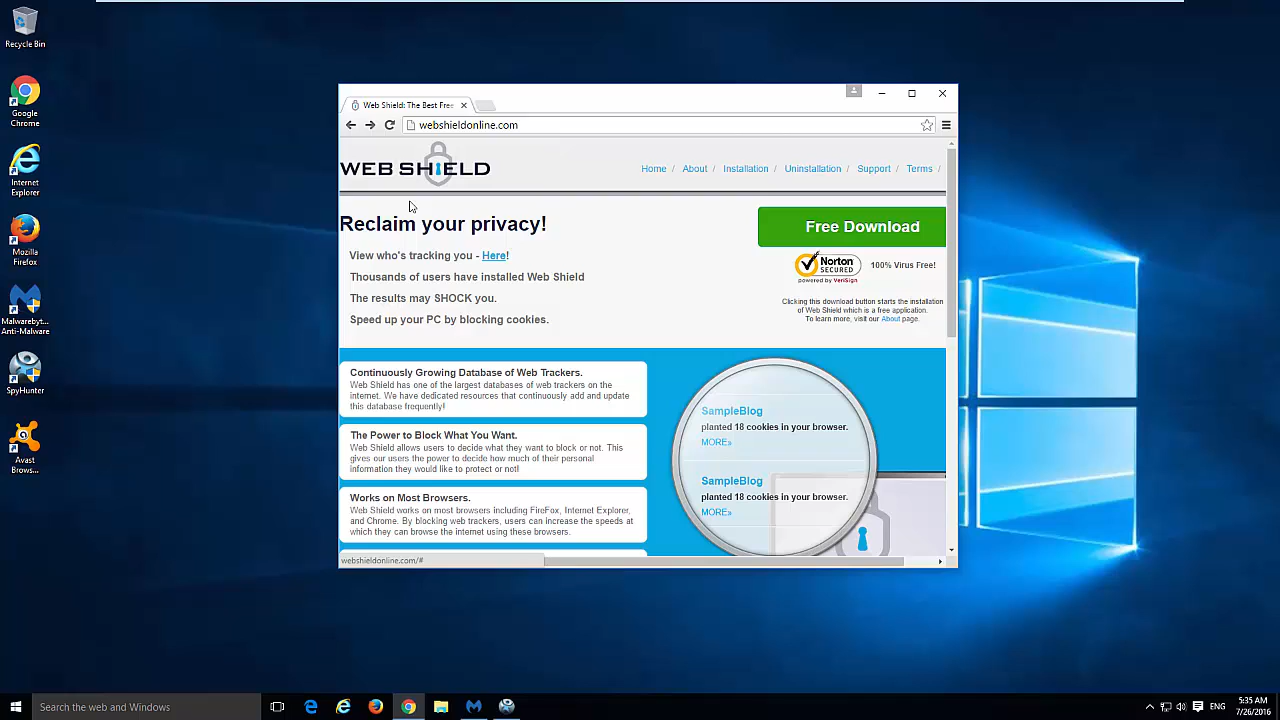 Recycle Bin
Google
Chrome
Internet
Explorer
Mozilla
Firefox
Malwarebyt...
Anti-Malware
SpyHunter
Avast
Brows...
Web Shield: The Best Free
webshieldonline.com
WEB SHIELD
Home / About / Installation / Uninstallation / Support / Terms /
Reclaim your privacy!
View who's tracking you - Here!
Thousands of users have installed Web Shield
The results may SHOCK you.
Speed up your PC by blocking cookies.
Free Download
Norton
SECURED
powered by VeriSign
100% Virus Free!
Clicking this download button starts the installation
of Web Shield which is a free application.
To learn more, visit our About page.
Continuously Growing Database of Web Trackers.
Web Shield has one of the largest databases of web trackers on the
internet. We have dedicated resources that continously add and update
this database frequently!
The Power to Block What You Want.
Web Shield allows users to decide what they want to block or not. This
gives our users the power to decide how much of their personal
information they would like to protect or not!
Works on Most Browsers.
Web Shield works on most browsers including FireFox, Internet Explorer,
and Chrome. By blocking web trackers, users can increase the speeds at
which they can browse the internet using these browsers.
SampleBlog
planted 18 cookies in your browser.
MORE»
SampleBlog
planted 18 cookies in your browser.
MORE»
webshieldonline.com/#
Search the web and Windows
ENG
5:35 AM
7/26/2016